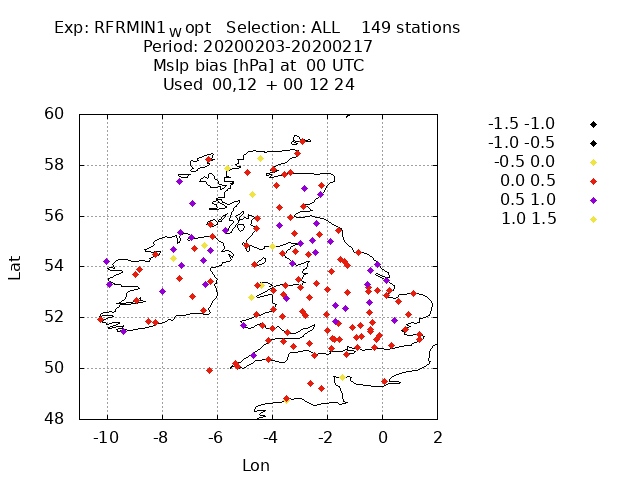 Exp: RFRMIN1 W opt Selection: ALL 149 stations
Period: 20200203-20200217
Mslp bias [hPa] at 00 UTC
Used 00,12 + 00 12 24
60
58
56
54
52
50
48
Lat
-10 -8 -6 -4 -2 0 2
Lon
-1.5 -1.0
-1.0 -0.5
-0.5 0.0
0.0 0.5
0.5 1.0
1.0 1.5